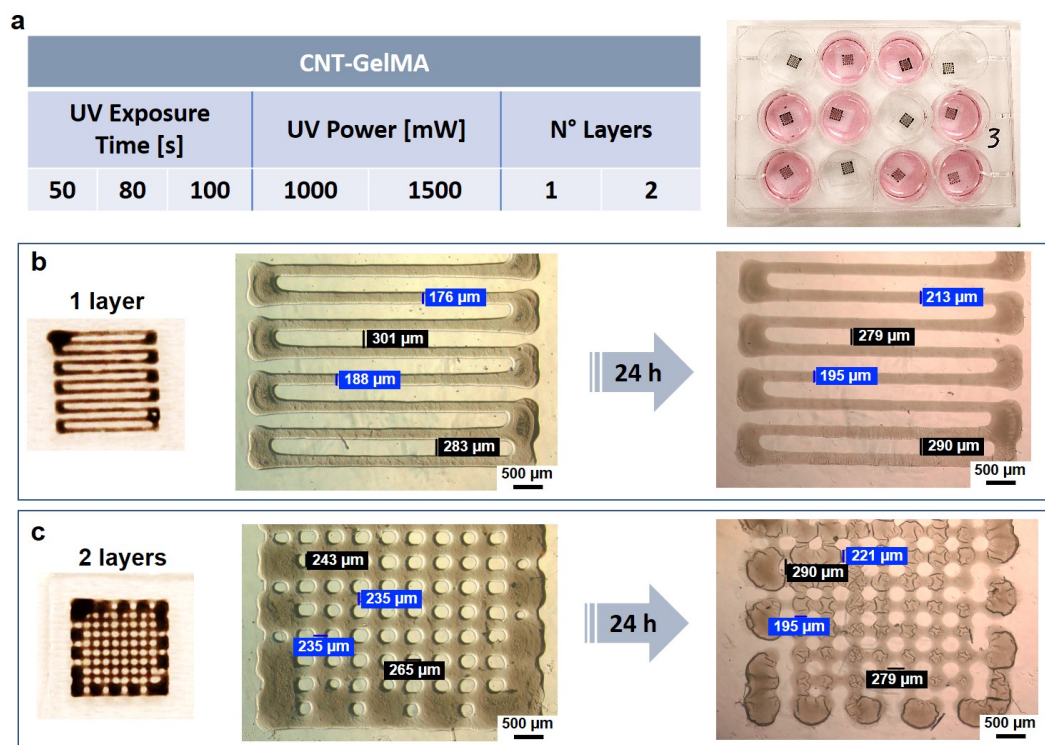 a
CNT-GelMA
UV Exposure
Time [s]
UV Power [mW]
N° Layers
50 80 100 1000 1500 1 2
3
b
1 layer
176 µm
301 µm
188 µm
283 µm
500 µm
24 h
213 µm
279 µm
195 µm
290 µm
500 µm
c
2 layers
243 µm
235 µm
235 µm
265 µm
500 µm
24 h
221 µm
290 µm
195 µm
279 µm
500 µm